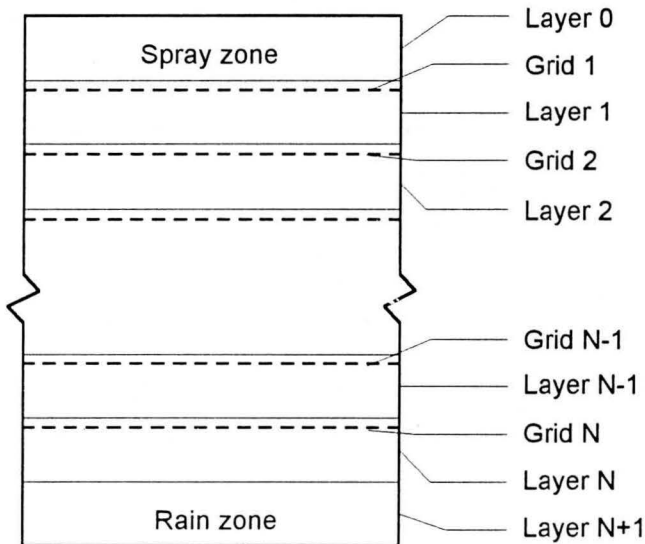 Layer 0
Spray zone
Grid 1
Layer 1
Grid 2
Layer 2
Grid N-1
Layer N-1
Grid N
Layer N
Rain zone
Layer N+1